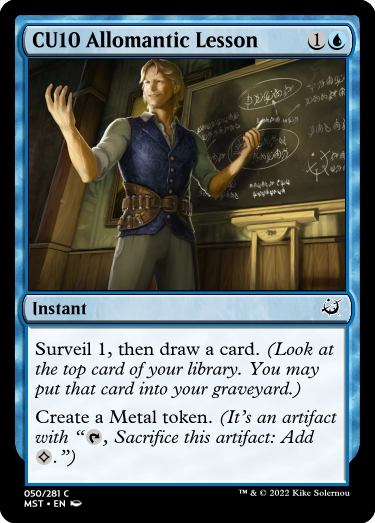 CU10 Allomantic Lesson 1
Instant
Surveil 1, then draw a card. (Look at
the top card of your library. You may
put that card into your graveyard.)
Create a Metal token. (It's an artifact
with “, Sacrifice this artifact: Add
.”)
050/281 C
MST • EN
™ & © 2022 Kike Solernou